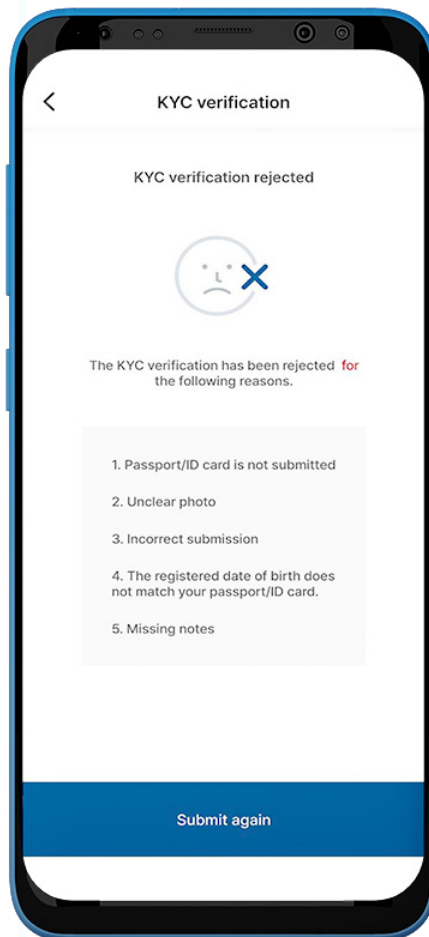 KYC verification
KYC verification rejected
The KYC verification has been rejected for
the following reasons.
1. Passport/ID card is not submitted
2. Unclear photo
3. Incorrect submission
4. The registered date of birth does
not match your passport/ID card.
5. Missing notes
Submit again